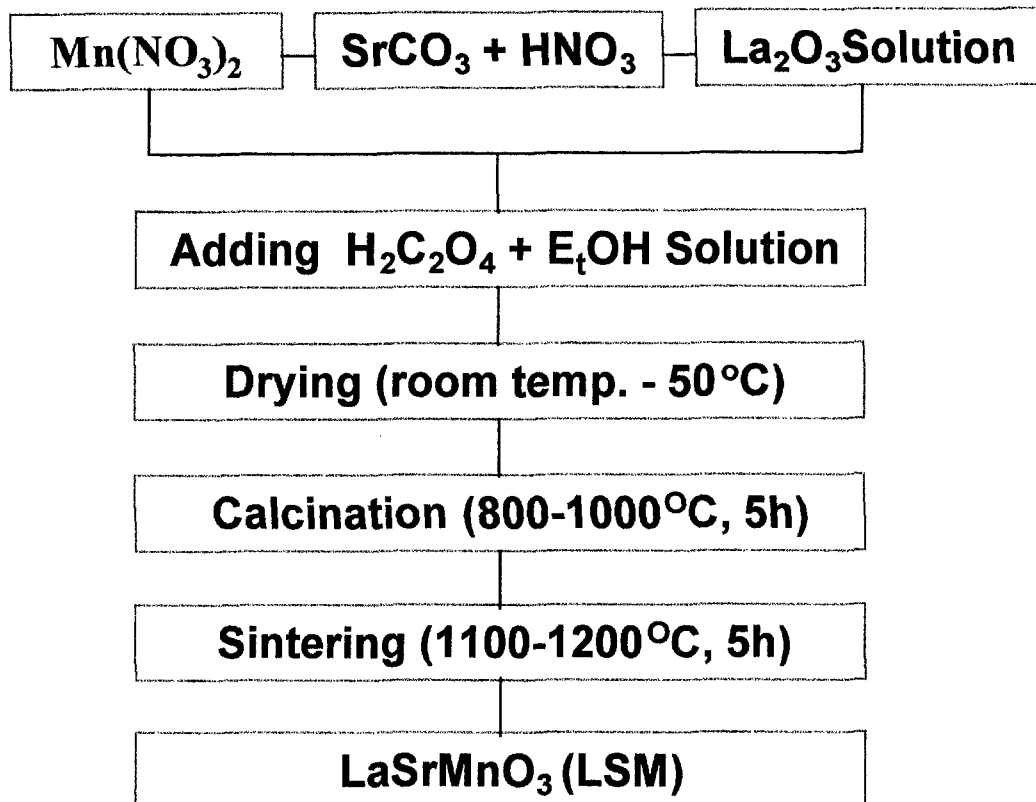 Mn(NO₃)₂ SrCO₃ + HNO₃ La₂O₃Solution
Adding H₂C₂O₄ + EₜOH Solution
Drying (room temp. - 50°C)
Calcination (800-1000°C, 5h)
Sintering (1100-1200°C, 5h)
LaSrMnO₃ (LSM)